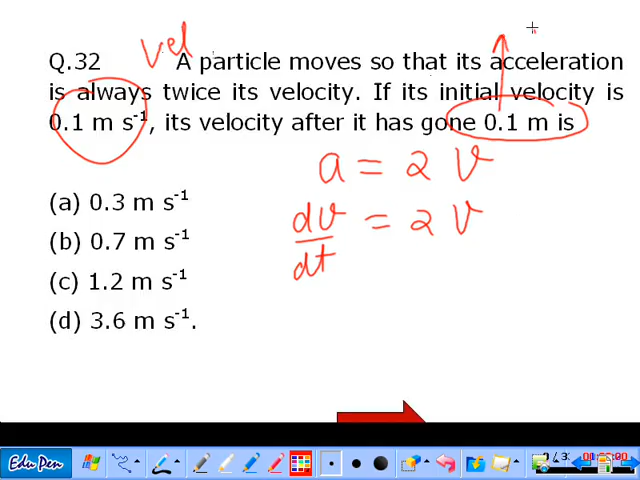 vel
Q.32 A particle moves so that its acceleration
is always twice its velocity. If its initial velocity is
0.1 m s⁻¹, its velocity after it has gone 0.1 m is
a = 2 v
(a) 0.3 m s⁻¹
dv/dt = 2 v
(b) 0.7 m s⁻¹
(c) 1.2 m s⁻¹
(d) 3.6 m s⁻¹.
Edu Pen